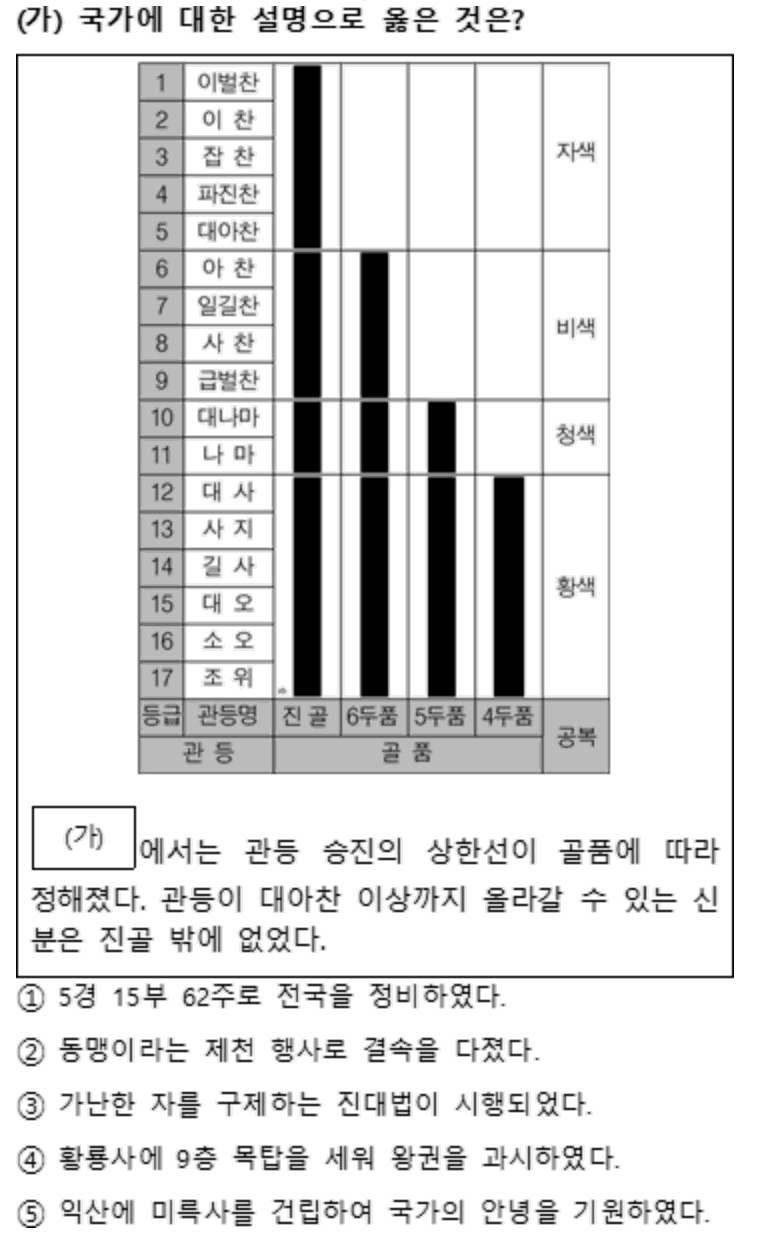 (가) 국가에 대한 설명으로 옳은 것은?
1 이벌찬
2 이 찬
3 잡 찬 자색
4 파진찬
5 대아찬
6 아 찬
7 일길찬 비색
8 사 찬
9 급벌찬
10 대나마 청색
11 나 마
12 대 사
13 사 지
14 길 사 황색
15 대 오
16 소 오
17 조 위
등급 관등명 진 골 6두품 5두품 4두품 공복
관 등 골 품
(가) 에서는 관등 승진의 상한선이 골품에 따라
정해졌다. 관등이 대아찬 이상까지 올라갈 수 있는 신
분은 진골 밖에 없었다.
① 5경 15부 62주로 전국을 정비하였다.
② 동맹이라는 제천 행사로 결속을 다졌다.
③ 가난한 자를 구제하는 진대법이 시행되었다.
④ 황룡사에 9층 목탑을 세워 왕권을 과시하였다.
⑤ 익산에 미륵사를 건립하여 국가의 안녕을 기원하였다.